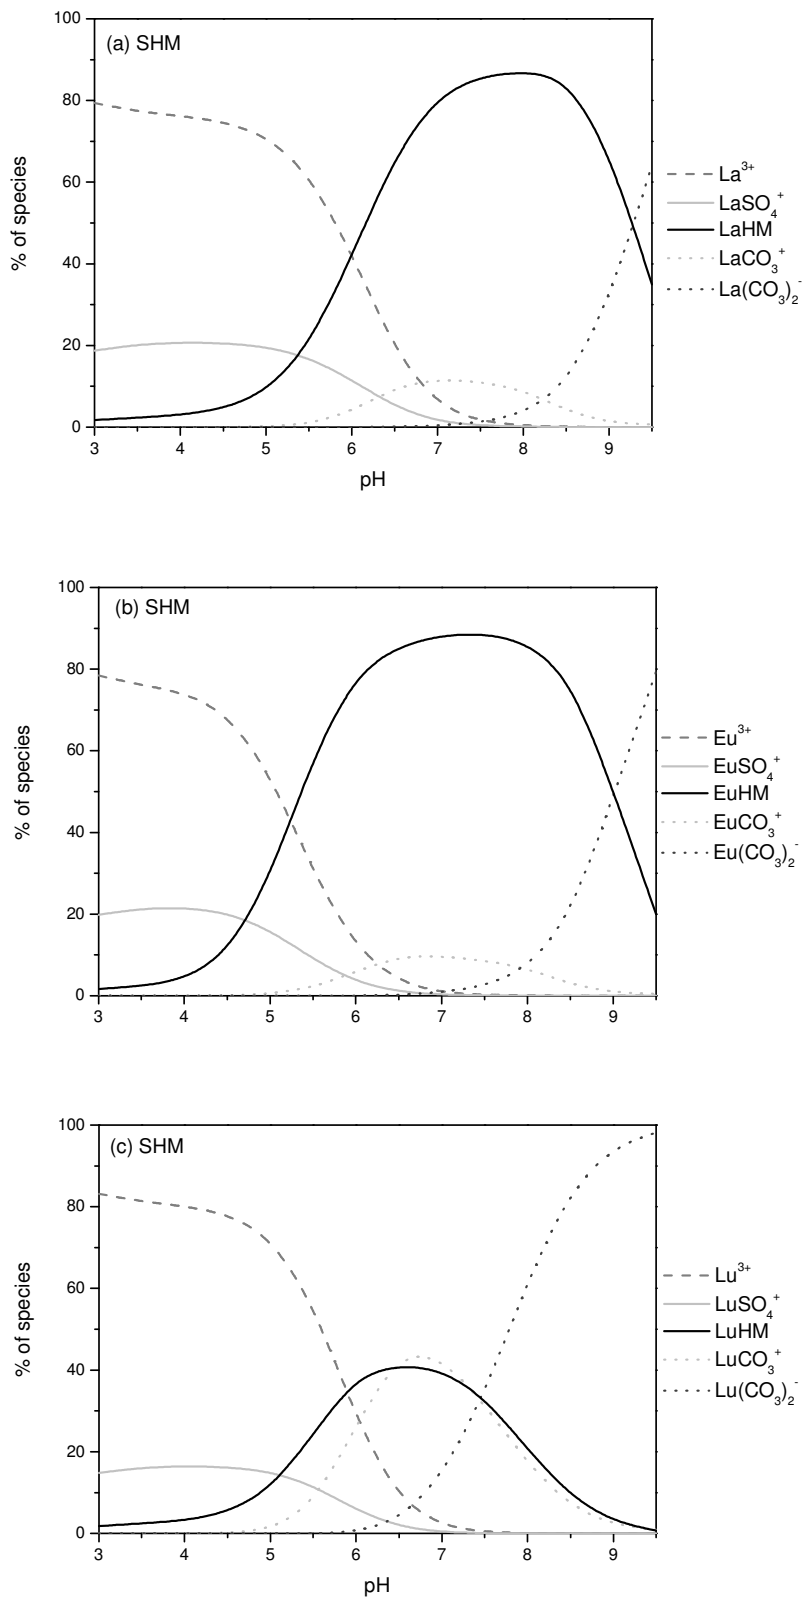 (a) SHM
100
80
60
40
20
0
% of species
3 4 5 6 7 8 9
pH
La³⁺
LaSO₄⁺
LaHM
LaCO₃⁺
La(CO₃)₂⁻
(b) SHM
100
80
60
40
20
0
% of species
3 4 5 6 7 8 9
Eu³⁺
EuSO₄⁺
EuHM
EuCO₃⁺
Eu(CO₃)₂⁻
(c) SHM
100
80
60
40
20
0
% of species
3 4 5 6 7 8 9
pH
Lu³⁺
LuSO₄⁺
LuHM
LuCO₃⁺
Lu(CO₃)₂⁻